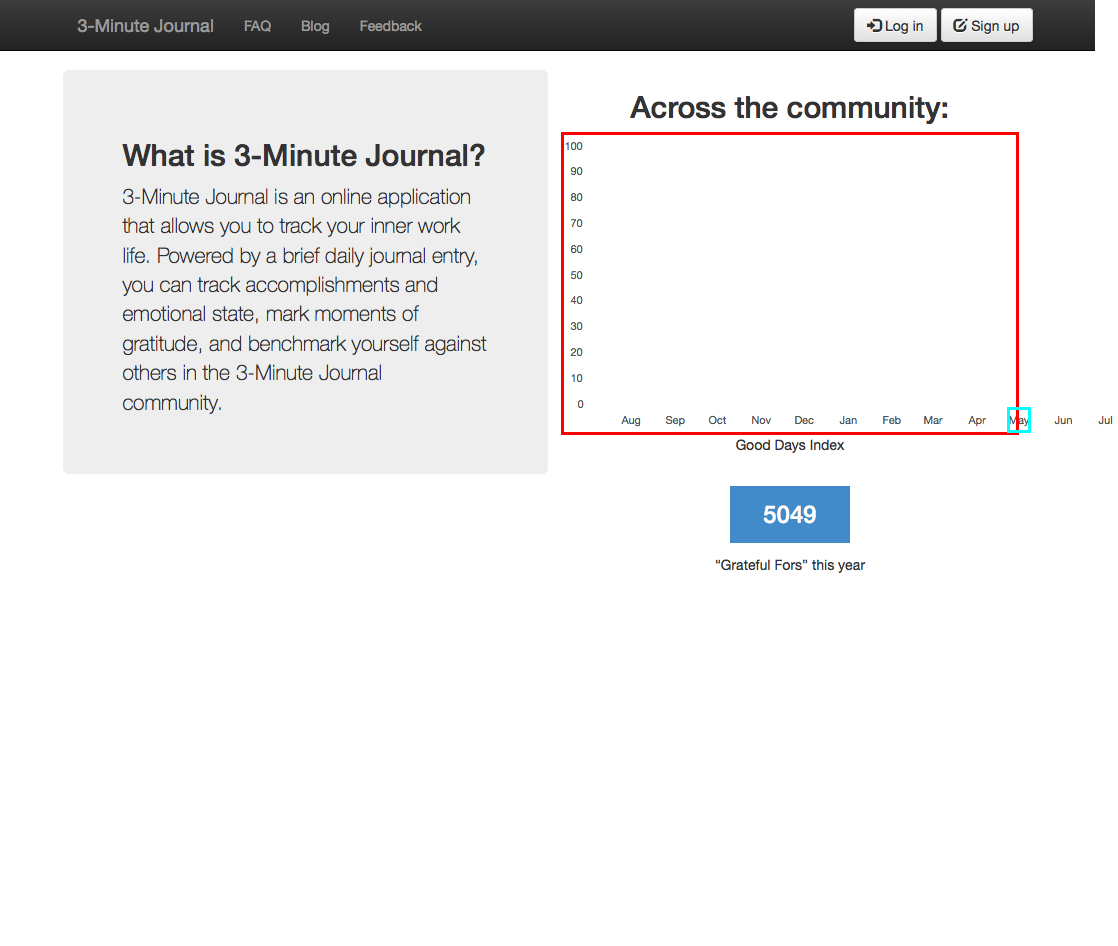 3-Minute Journal FAQ Blog Feedback Log in Sign up
What is 3-Minute Journal?
3-Minute Journal is an online application
that allows you to track your inner work
life. Powered by a brief daily journal entry,
you can track accomplishments and
emotional state, mark moments of
gratitude, and benchmark yourself against
others in the 3-Minute Journal
community.
Across the community:
100
90
80
70
60
50
40
30
20
10
0
Aug Sep Oct Nov Dec Jan Feb Mar Apr May Jun Jul
Good Days Index
5049
“Grateful Fors” this year